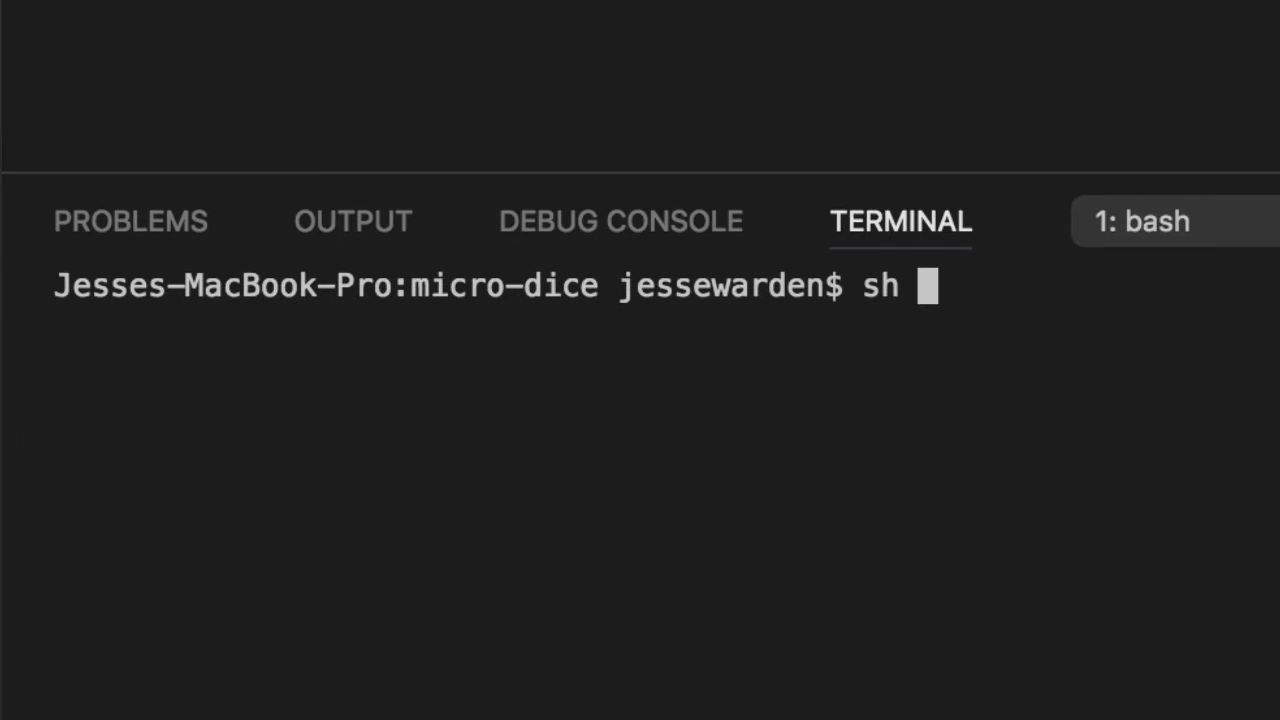 PROBLEMS OUTPUT DEBUG CONSOLE TERMINAL 1: bash
Jesses-MacBook-Pro:micro-dice jessewarden$ sh